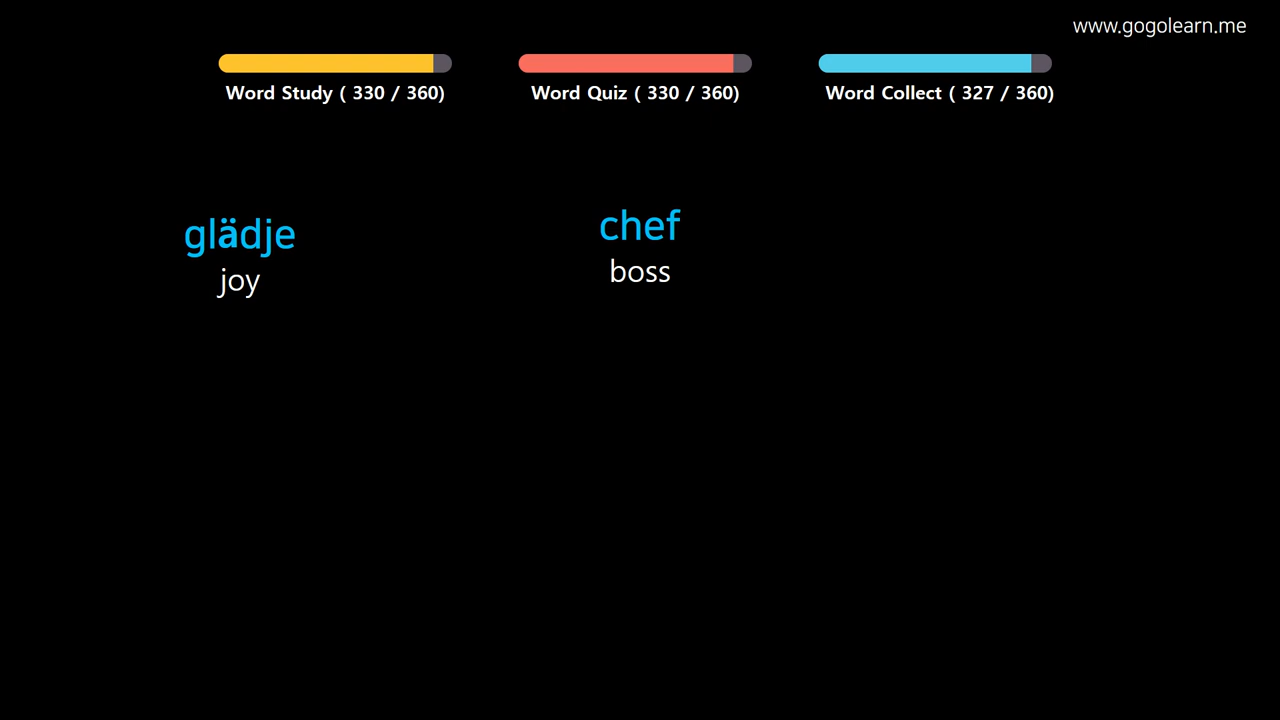 www.gogolearn.me
Word Study ( 330 / 360)
Word Quiz ( 330 / 360)
Word Collect ( 327 / 360)
glädje
joy
chef
boss